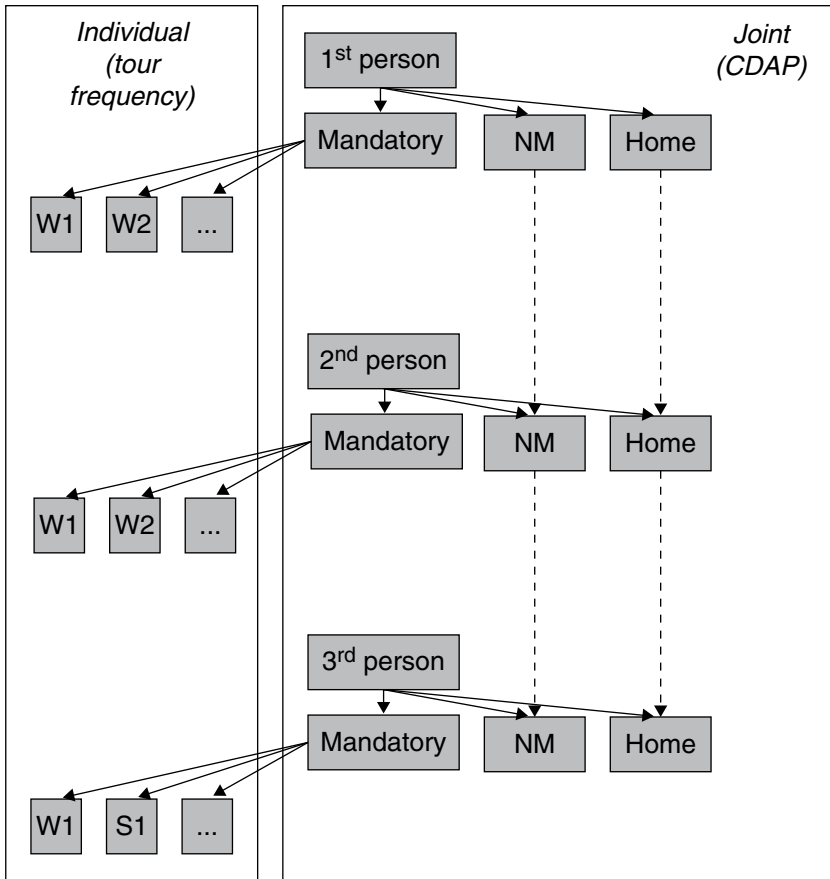 Individual
(tour
frequency)
Joint
(CDAP)
1st person
Mandatory
NM
Home
W1
W2
...
2nd person
Mandatory
NM
Home
W1
W2
...
3rd person
Mandatory
NM
Home
W1
S1
...